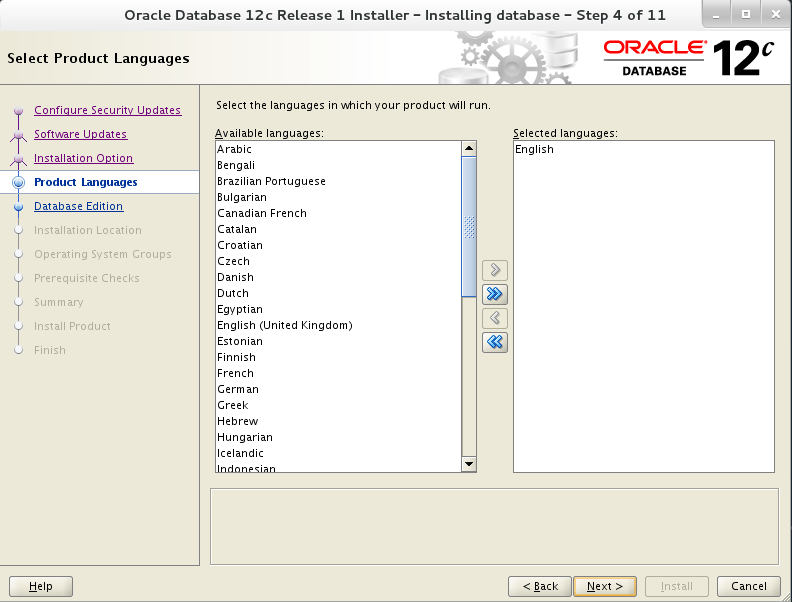 Oracle Database 12c Release 1 Installer – Installing database – Step 4 of 11
Select Product Languages
ORACLE®
DATABASE
12c
Configure Security Updates
Software Updates
Installation Option
Product Languages
Database Edition
Installation Location
Operating System Groups
Prerequisite Checks
Summary
Install Product
Finish
Select the languages in which your product will run.
Available languages:
Arabic
Bengali
Brazilian Portuguese
Bulgarian
Canadian French
Catalan
Croatian
Czech
Danish
Dutch
Egyptian
English (United Kingdom)
Estonian
Finnish
French
German
Greek
Hebrew
Hungarian
Icelandic
Indonesian
Selected languages:
English
Help
< Back
Next >
Install
Cancel